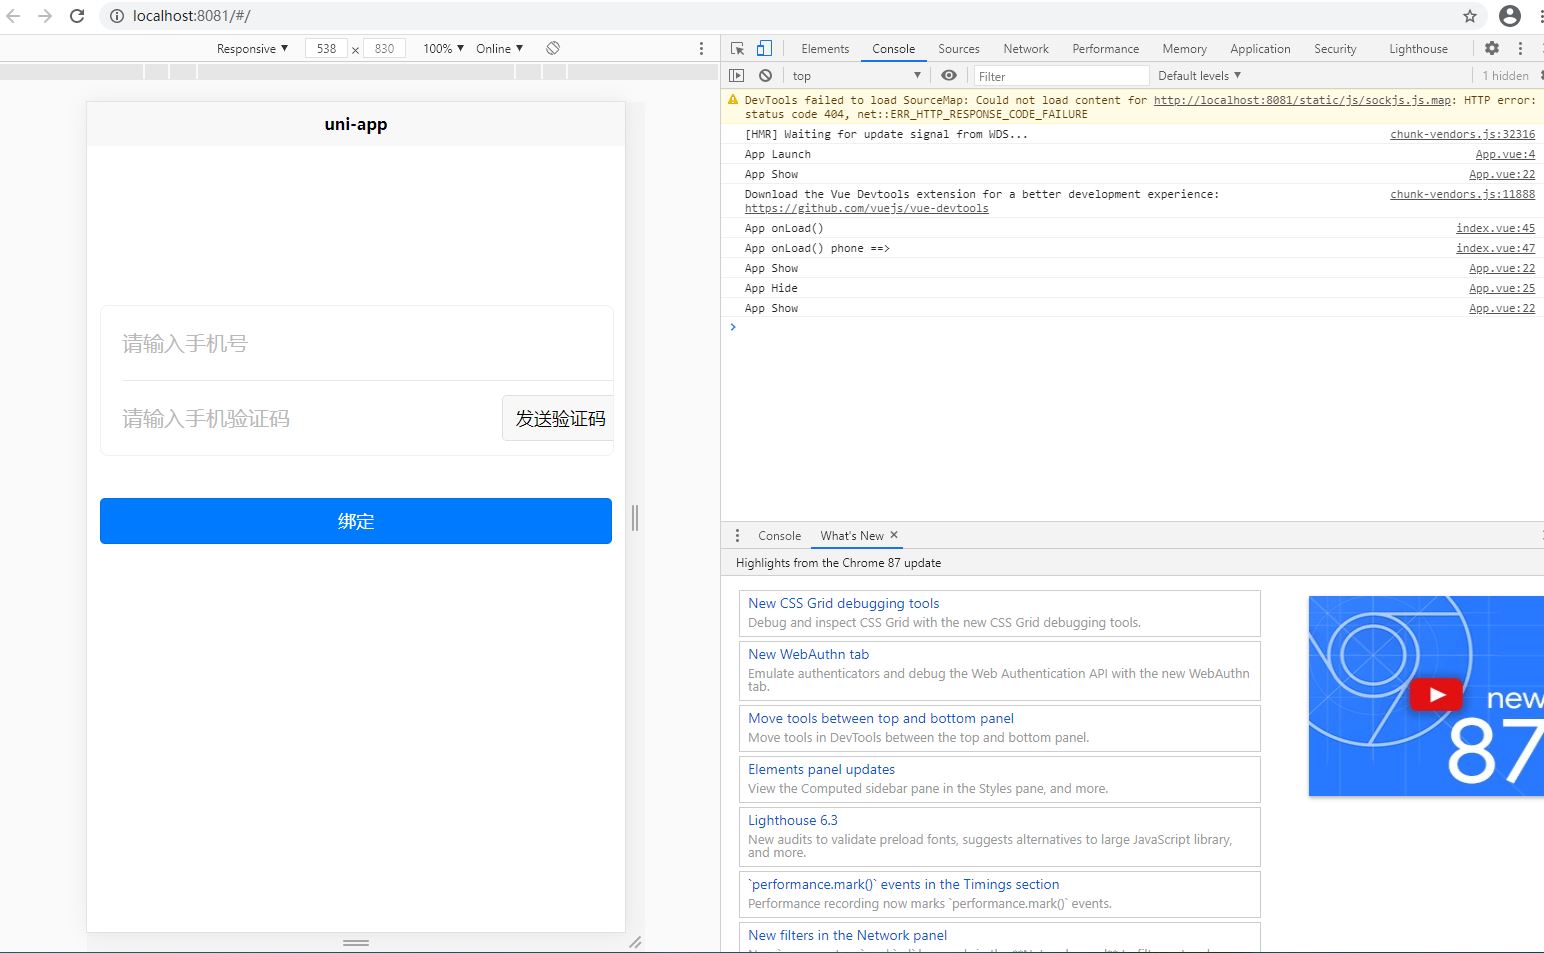 localhost:8081/#/
Responsive ▼ 538 × 830 100% ▼ Online ▼
Elements Console Sources Network Performance Memory Application Security Lighthouse
top ▼ Filter Default levels ▼ 1 hidden
uni-app
请输入手机号
请输入手机验证码 发送验证码
绑定
DevTools failed to load SourceMap: Could not load content for http://localhost:8081/static/js/sockjs.js.map: HTTP error:
status code 404, net::ERR_HTTP_RESPONSE_CODE_FAILURE
[HMR] Waiting for update signal from WDS... chunk-vendors.js:32316
App Launch App.vue:4
App Show App.vue:22
Download the Vue Devtools extension for a better development experience: chunk-vendors.js:11888
https://github.com/vuejs/vue-devtools
App onLoad() index.vue:45
App onLoad() phone ==> index.vue:47
App Show App.vue:22
App Hide App.vue:25
App Show App.vue:22
Console What's New ×
Highlights from the Chrome 87 update
New CSS Grid debugging tools
Debug and inspect CSS Grid with the new CSS Grid debugging tools.
New WebAuthn tab
Emulate authenticators and debug the Web Authentication API with the new WebAuthn
tab.
Move tools between top and bottom panel
Move tools in DevTools between the top and bottom panel.
Elements panel updates
View the Computed sidebar pane in the Styles pane, and more.
Lighthouse 6.3
New audits to validate preload fonts, suggests alternatives to large JavaScript library,
and more.
`performance.mark()` events in the Timings section
Performance recording now marks `performance.mark()` events.
New filters in the Network panel
new
87